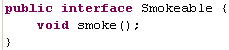 public interface Smokeable {
    void smoke();
}